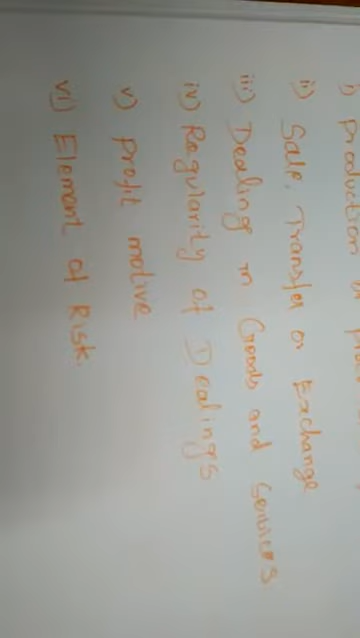 i) Production or
ii) Sale, Transfer or Exchange
iii) Dealing in Goods and Services
iv) Regularity of Dealings
v) Profit motive
vi) Element of Risk.